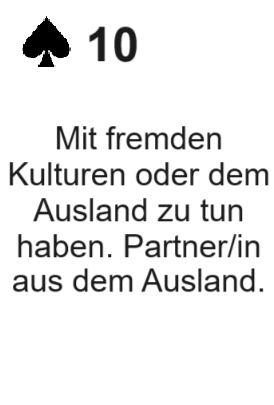 ♠ 10
Mit fremden
Kulturen oder dem
Ausland zu tun
haben. Partner/in
aus dem Ausland.